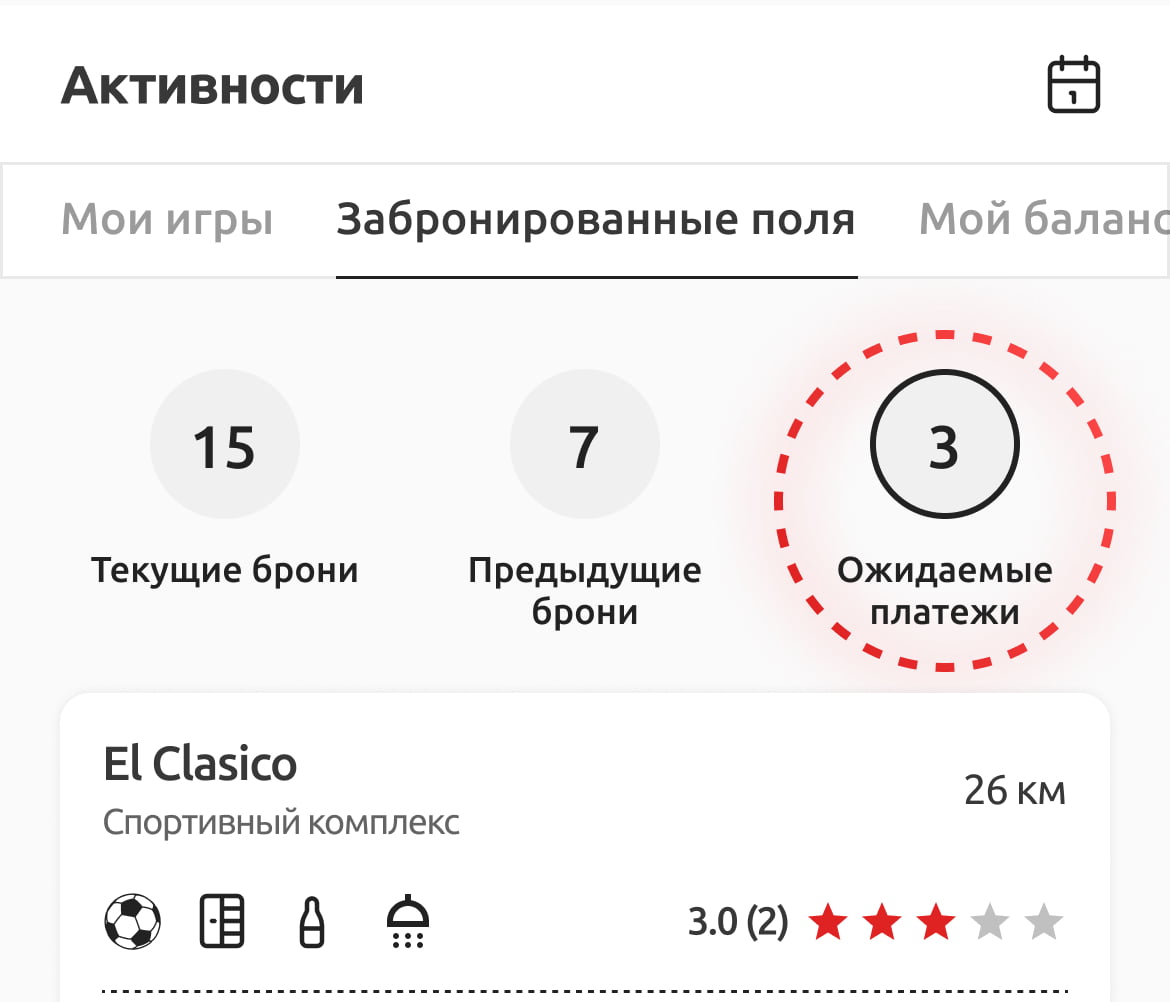 Активности
1
Мои игры Забронированные поля Мой баланс
15 7 3
Текущие брони Предыдущие брони Ожидаемые платежи
El Clasico
26 км
Спортивный комплекс
3.0 (2)